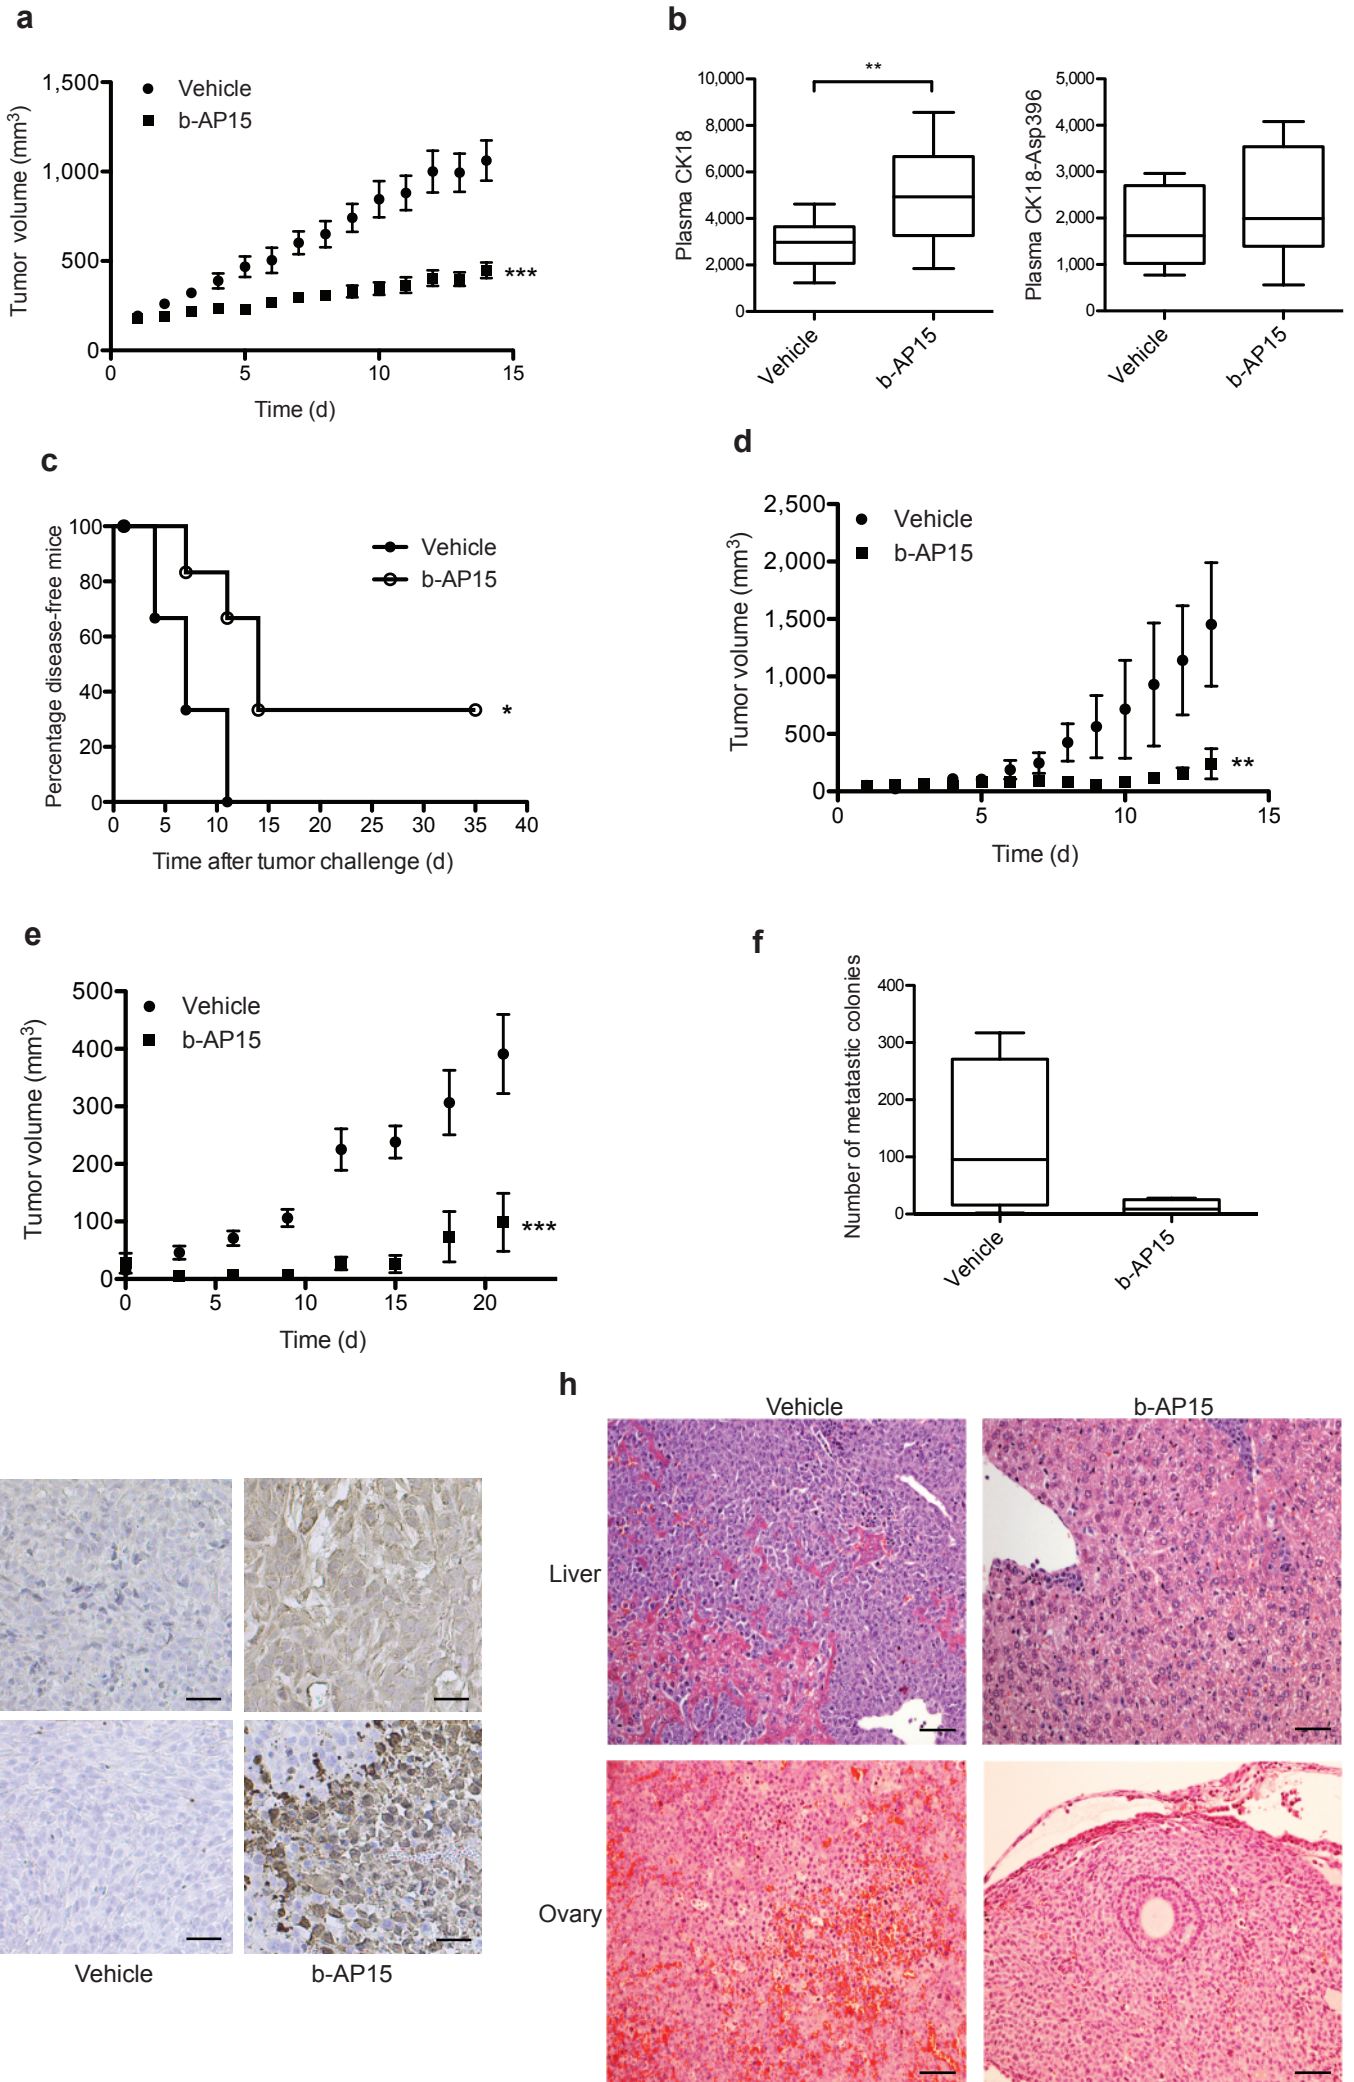 a
1,500
1,000
500
0
0
5
10
15
Tumor volume (mm3)
Time (d)
Vehicle
b-AP15
***
b
10,000
8,000
6,000
4,000
2,000
0
Plasma CK18
**
Vehicle
b-AP15
5,000
4,000
3,000
2,000
1,000
0
Plasma CK18-Asp396
Vehicle
b-AP15
c
100
80
60
40
20
0
0
5
10
15
20
25
30
35
40
Percentage disease-free mice
Time after tumor challenge (d)
Vehicle
b-AP15
*
d
2,500
2,000
1,500
1,000
500
0
0
5
10
15
Tumor volume (mm3)
Time (d)
Vehicle
b-AP15
**
e
500
400
300
200
100
0
0
5
10
15
20
Tumor volume (mm3)
Time (d)
Vehicle
b-AP15
***
f
400
300
200
100
0
Number of metatastic colonies
Vehicle
b-AP15
Vehicle
b-AP15
h
Vehicle
b-AP15
Liver
Ovary